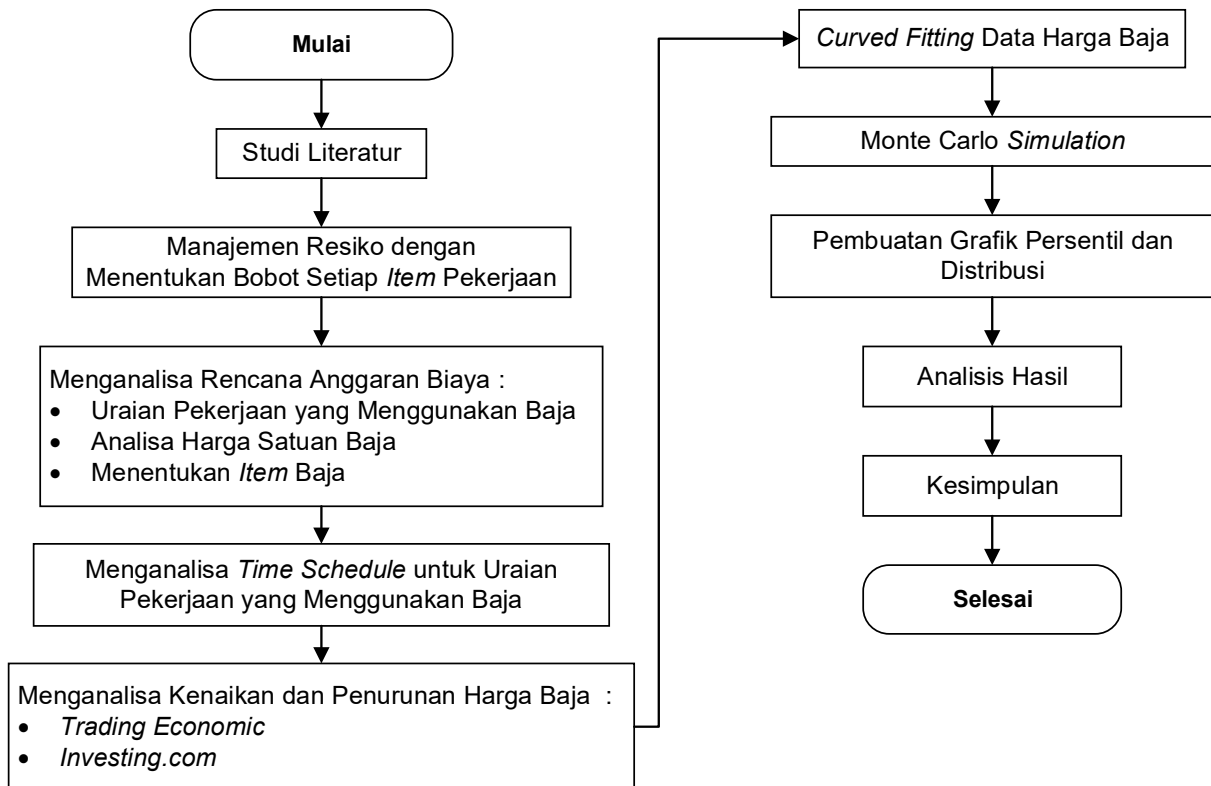 Mulai
Studi Literatur
Manajemen Resiko dengan
Menentukan Bobot Setiap Item Pekerjaan
Menganalisa Rencana Anggaran Biaya :
• Uraian Pekerjaan yang Menggunakan Baja
• Analisa Harga Satuan Baja
• Menentukan Item Baja
Menganalisa Time Schedule untuk Uraian
Pekerjaan yang Menggunakan Baja
Menganalisa Kenaikan dan Penurunan Harga Baja :
• Trading Economic
• Investing.com
Curved Fitting Data Harga Baja
Monte Carlo Simulation
Pembuatan Grafik Persentil dan
Distribusi
Analisis Hasil
Kesimpulan
Selesai